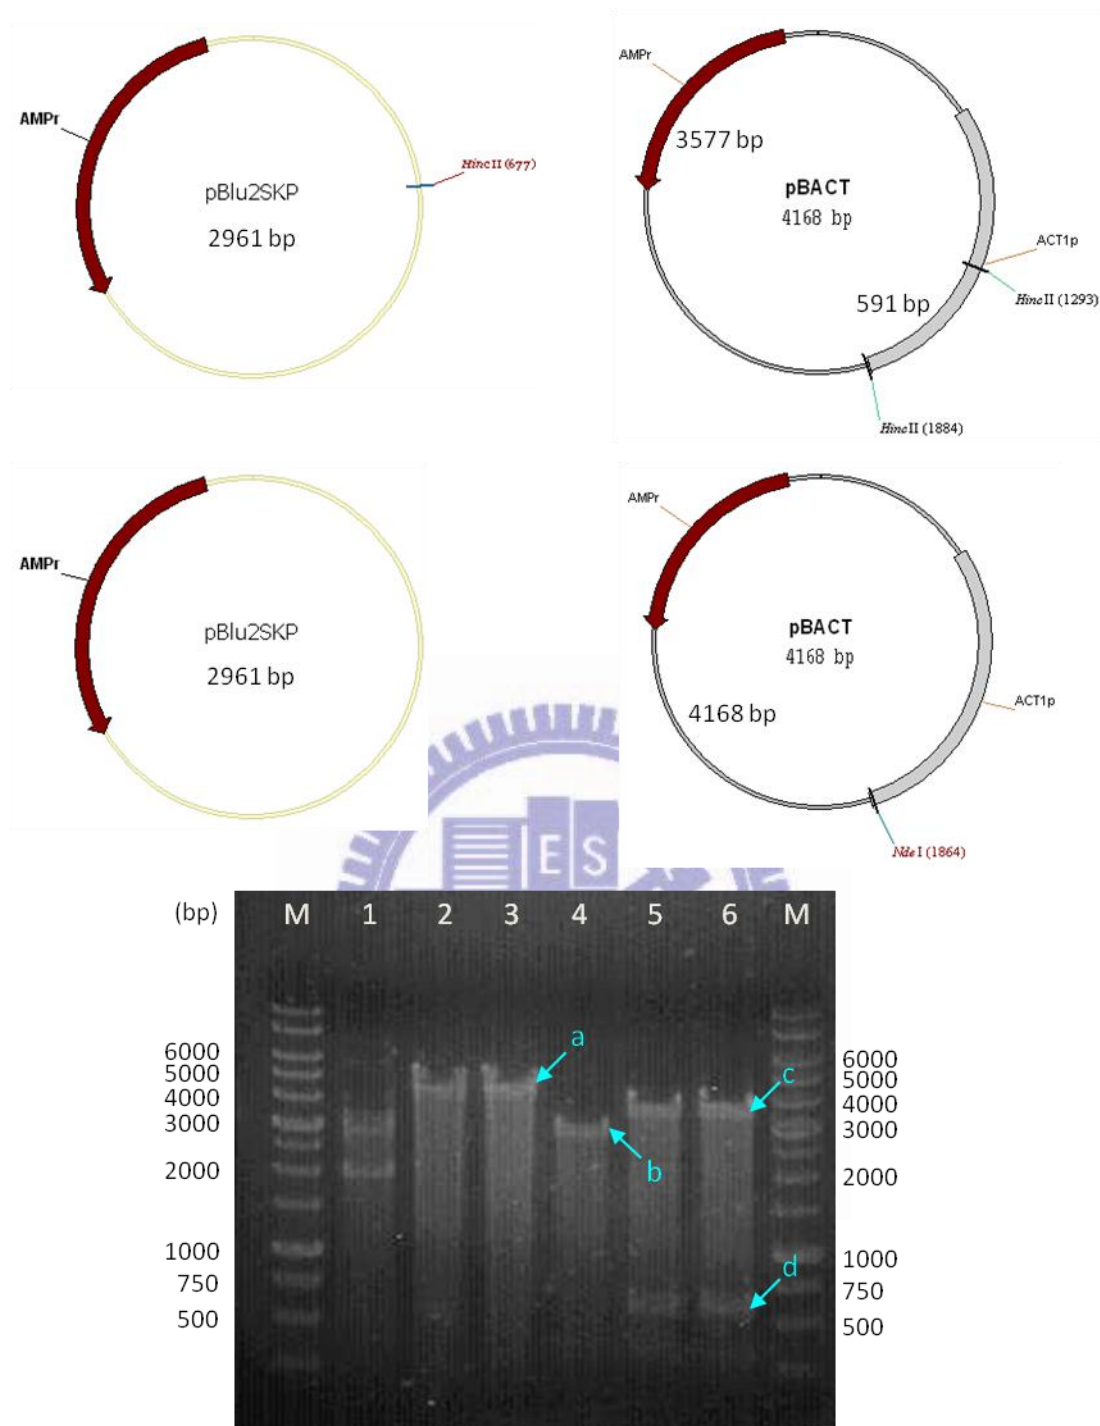 AMPr
HincII (677)
pBlu2SKP
2961 bp
AMPr
3577 bp
pBACT
4168 bp
ACT1p
HincII (1293)
591 bp
HincII (1884)
AMPr
pBlu2SKP
2961 bp
AMPr
pBACT
4168 bp
4168 bp
ACT1p
NdeI (1864)
ES
(bp) M 1 2 3 4 5 6 M
a
6000 6000
5000 c 5000
4000 4000
3000 3000
b
2000 2000
1000 1000
d
750 750
500 500